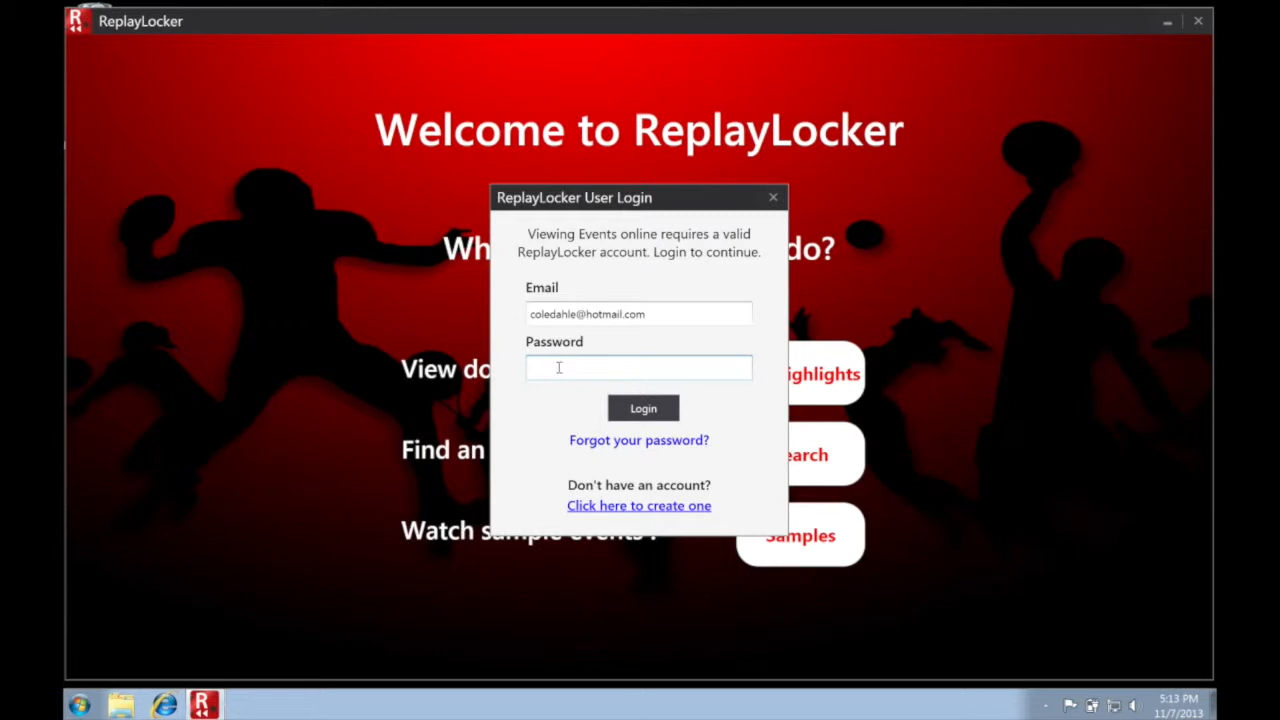 ReplayLocker
Welcome to ReplayLocker
ReplayLocker User Login
Viewing Events online requires a valid
ReplayLocker account. Login to continue.
Wh do?
Email
coledahle@hotmail.com
Password
View do ighlights
Login
Forgot your password?
Find an earch
Don't have an account?
Click here to create one
Watch sample events?
Samples
5:13 PM
11/7/2013